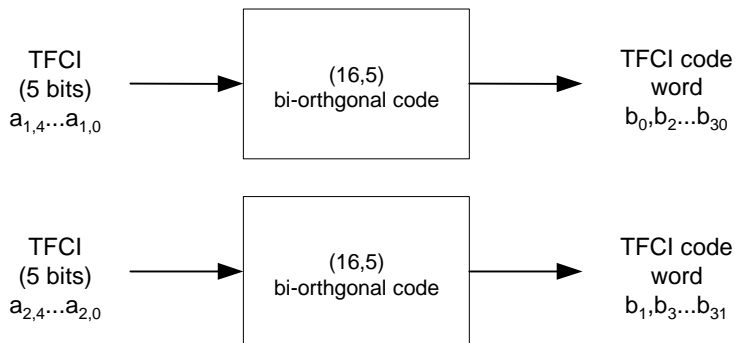 TFCI
(5 bits)
a1,4...a1,0
(16,5)
bi-orthgonal code
TFCI code
word
b0,b2...b30
TFCI
(5 bits)
a2,4...a2,0
(16,5)
bi-orthgonal code
TFCI code
word
b1,b3...b31